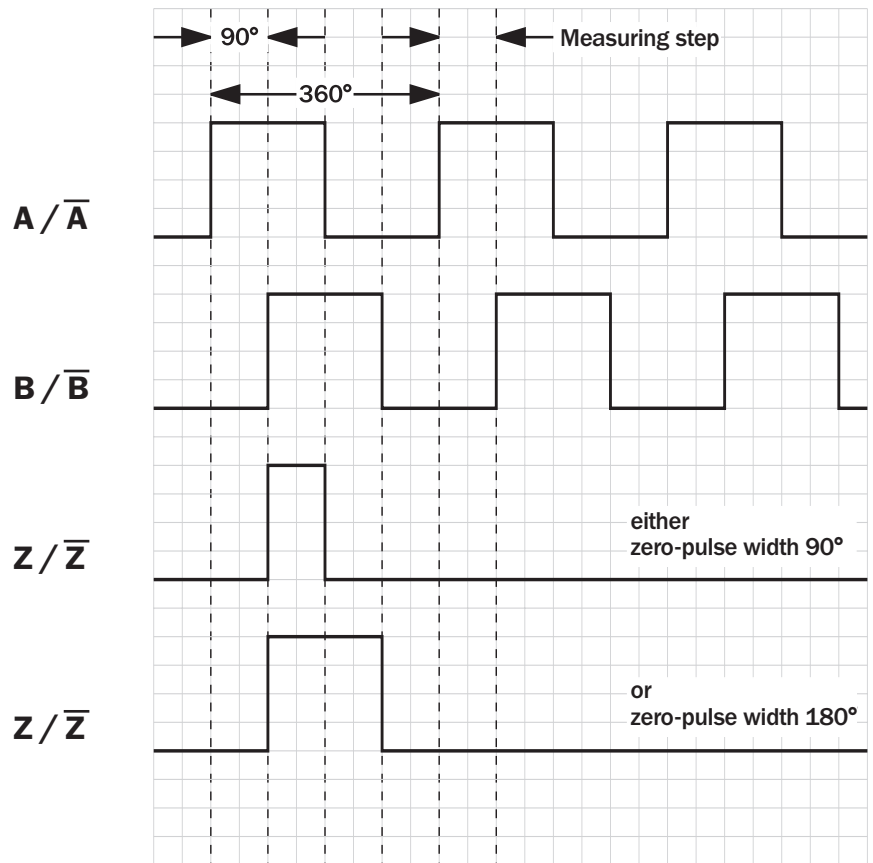 90°
Measuring step
360°
A / A̅
B / B̅
Z / Z̅
either
zero-pulse width 90°
Z / Z̅
or
zero-pulse width 180°